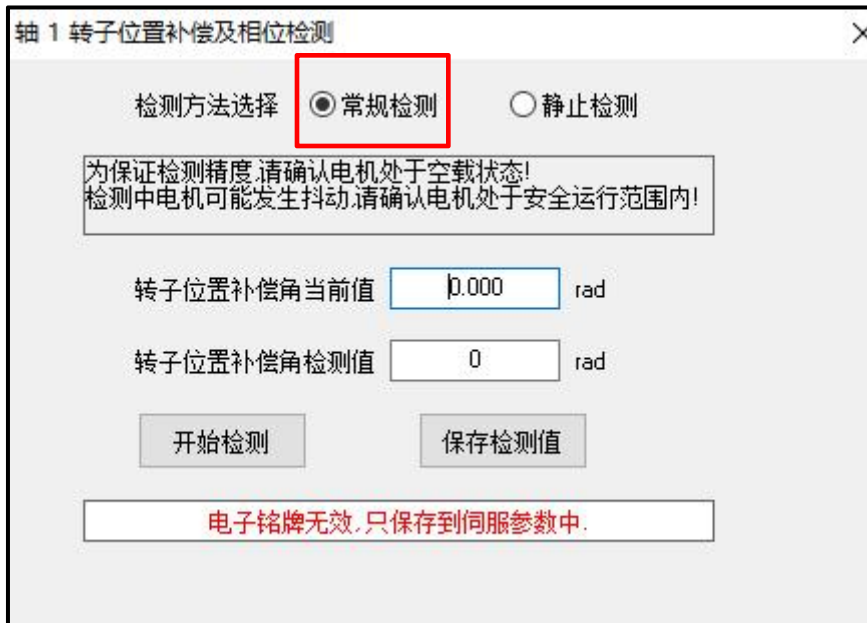 轴 1 转子位置补偿及相位检测
检测方法选择 常规检测 静止检测
为保证检测精度,请确认电机处于空载状态!
检测中电机可能发生抖动,请确认电机处于安全运行范围内!
转子位置补偿角当前值 0.000 rad
转子位置补偿角检测值 0 rad
开始检测 保存检测值
电子铭牌无效,只保存到伺服参数中.